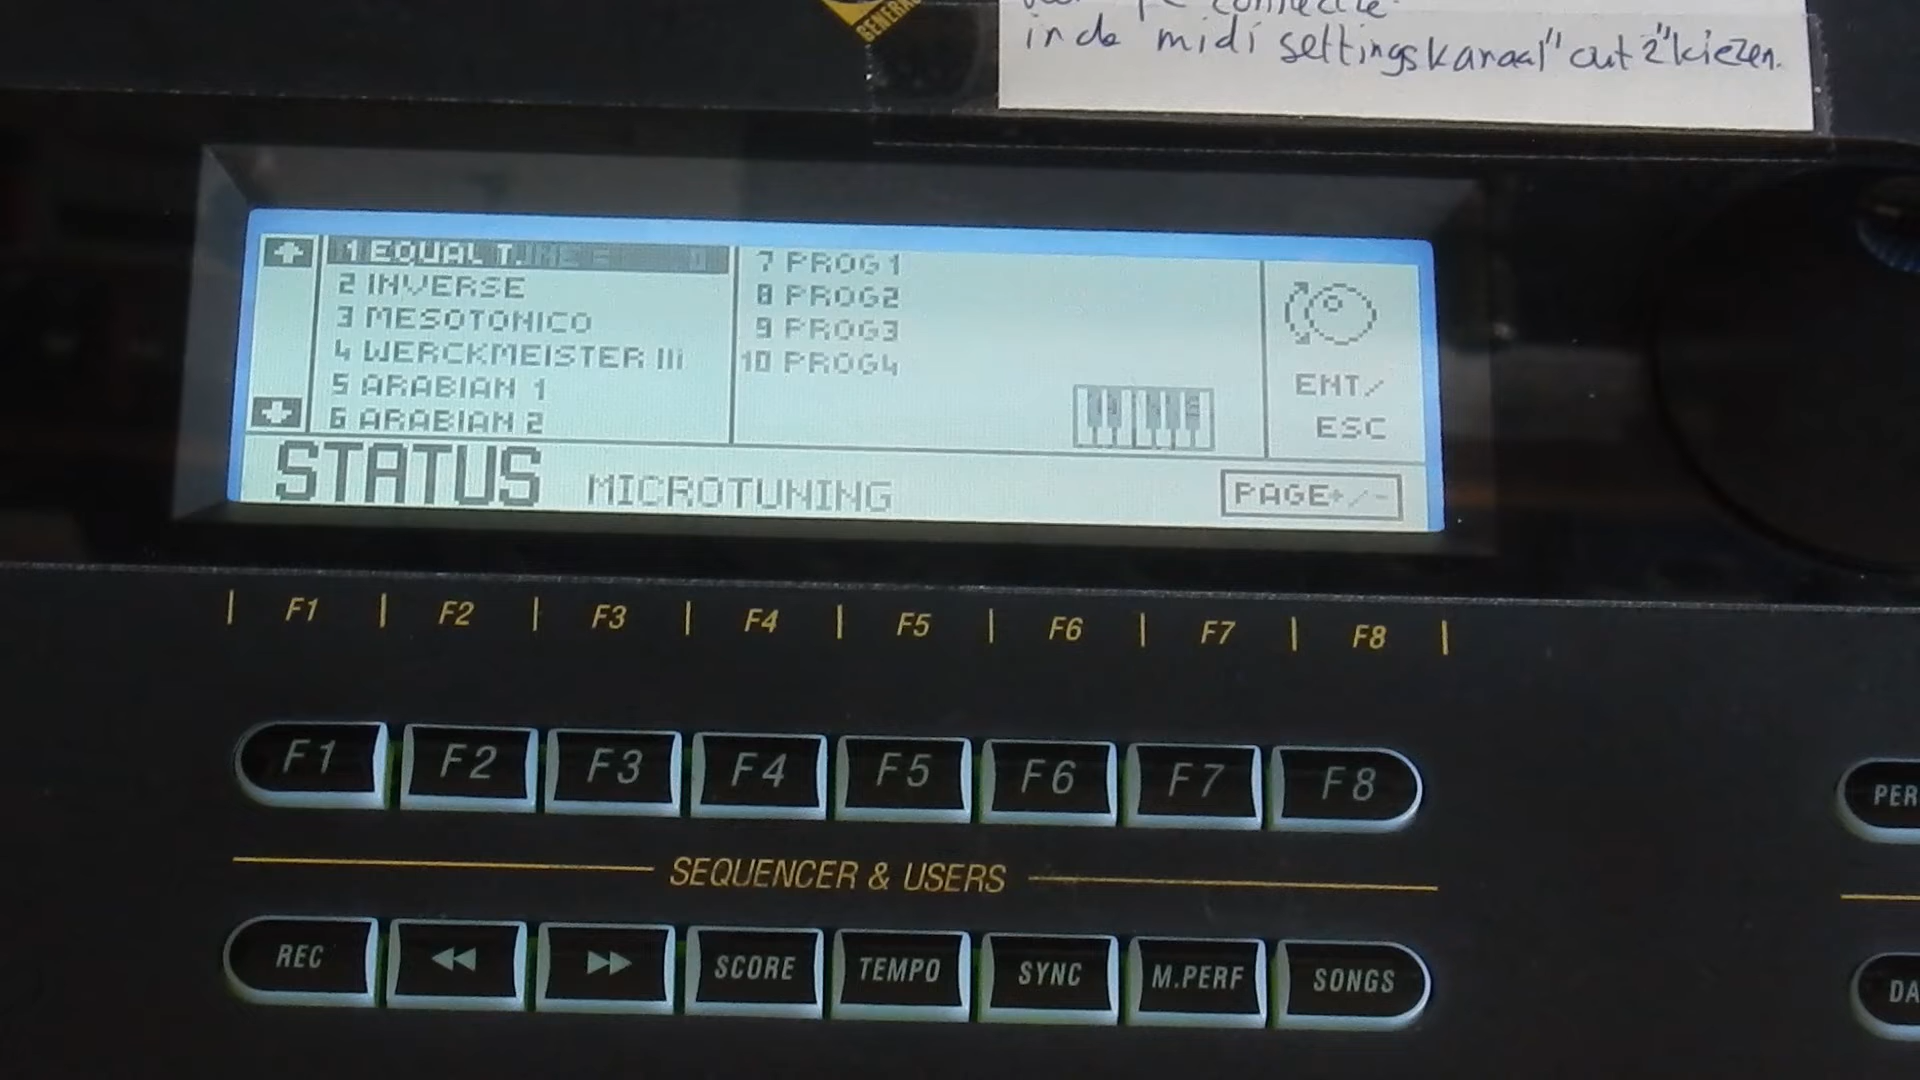 GENERAL
in de midi settings kanaal "out 2" kiezen.
1 EQUAL T.
2 INVERSE
3 MESOTONICO
4 WERCKMEISTER III
5 ARABIAN 1
6 ARABIAN 2
7 PROG1
8 PROG2
9 PROG3
10 PROG4
ENT/
ESC
STATUS MICROTUNING PAGE+/-
F1 F2 F3 F4 F5 F6 F7 F8
F1 F2 F3 F4 F5 F6 F7 F8
PER
SEQUENCER & USERS
REC SCORE TEMPO SYNC M.PERF SONGS
DA